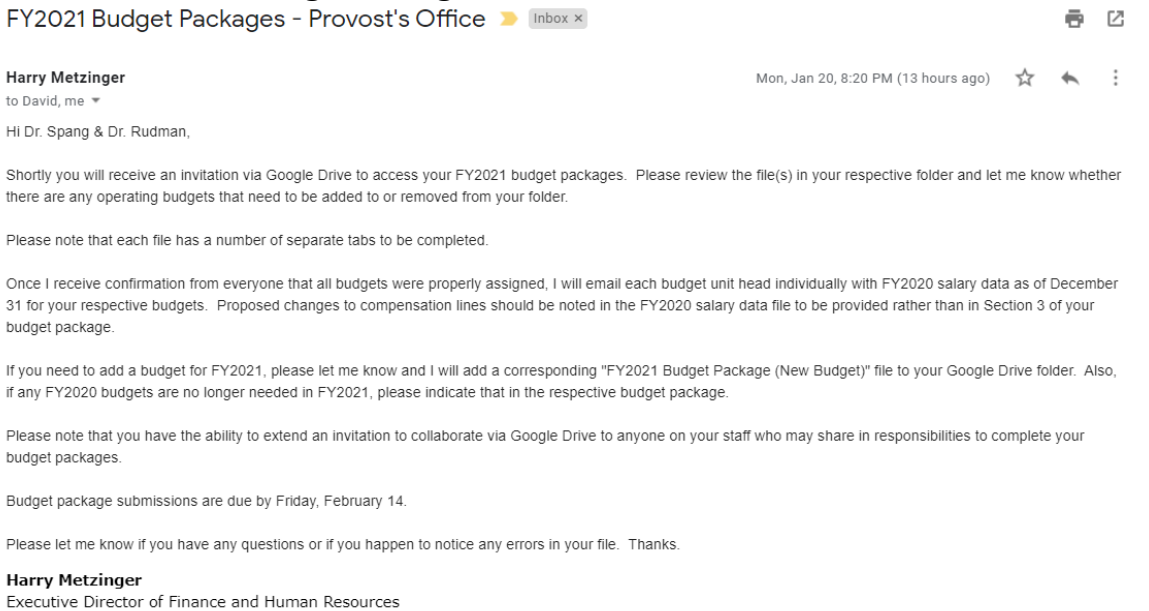 FY2021 Budget Packages - Provost's Office Inbox ×
Harry Metzinger Mon, Jan 20, 8:20 PM (13 hours ago)
to David, me
Hi Dr. Spang & Dr. Rudman,
Shortly you will receive an invitation via Google Drive to access your FY2021 budget packages.  Please review the file(s) in your respective folder and let me know whether
there are any operating budgets that need to be added to or removed from your folder.
Please note that each file has a number of separate tabs to be completed.
Once I receive confirmation from everyone that all budgets were properly assigned, I will email each budget unit head individually with FY2020 salary data as of December
31 for your respective budgets.  Proposed changes to compensation lines should be noted in the FY2020 salary data file to be provided rather than in Section 3 of your
budget package.
If you need to add a budget for FY2021, please let me know and I will add a corresponding "FY2021 Budget Package (New Budget)" file to your Google Drive folder.  Also,
if any FY2020 budgets are no longer needed in FY2021, please indicate that in the respective budget package.
Please note that you have the ability to extend an invitation to collaborate via Google Drive to anyone on your staff who may share in responsibilities to complete your
budget packages.
Budget package submissions are due by Friday, February 14.
Please let me know if you have any questions or if you happen to notice any errors in your file.  Thanks.
Harry Metzinger
Executive Director of Finance and Human Resources